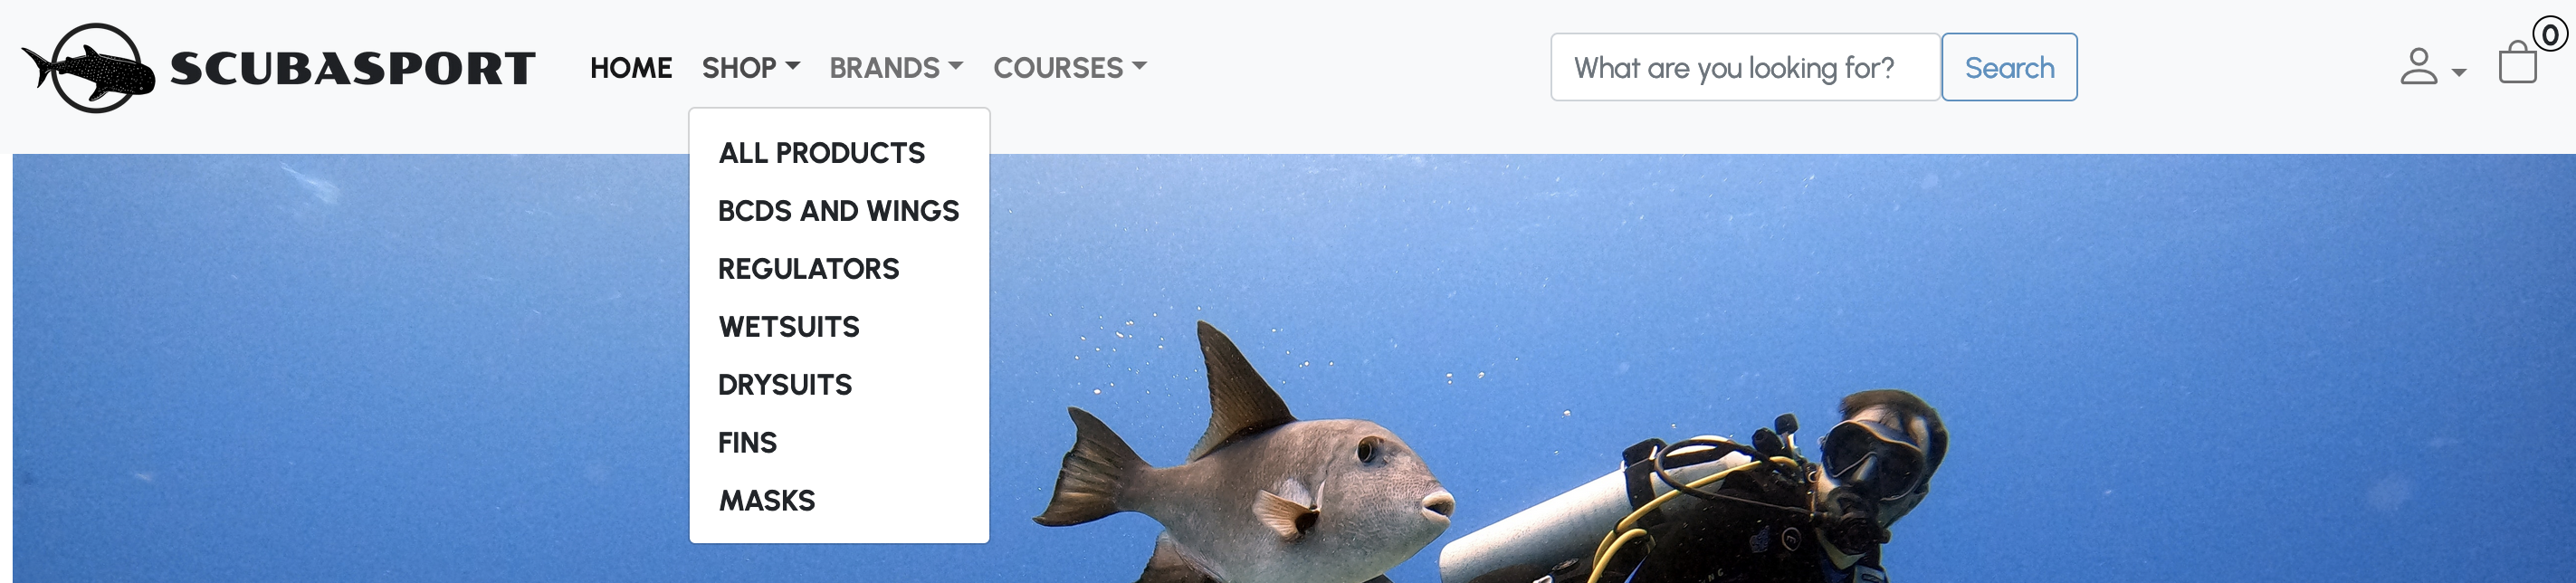 SCUBASPORT
HOME SHOP BRANDS COURSES
What are you looking for? Search
0
ALL PRODUCTS
BCDS AND WINGS
REGULATORS
WETSUITS
DRYSUITS
FINS
MASKS